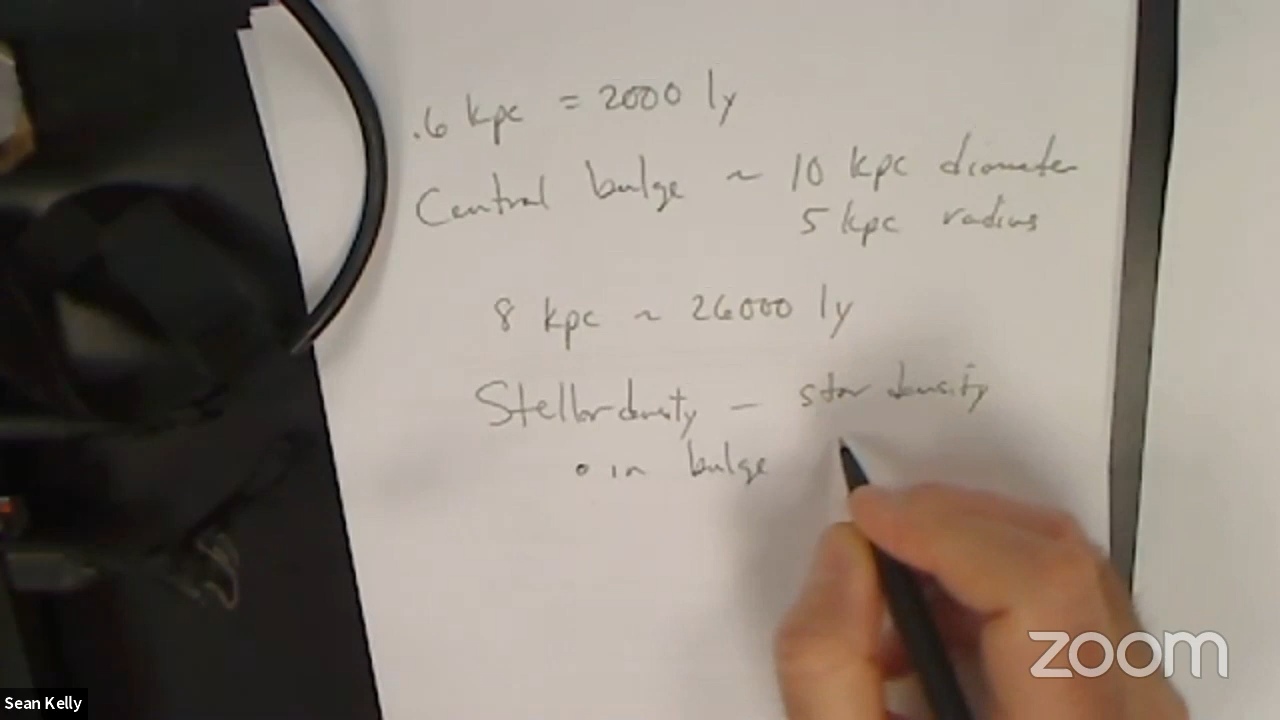 .6 kpc = 2000 ly
Central bulge ~ 10 kpc diameter
5 kpc radius
8 kpc ~ 26000 ly
Stellar density — star density
• in bulge
zoom
Sean Kelly